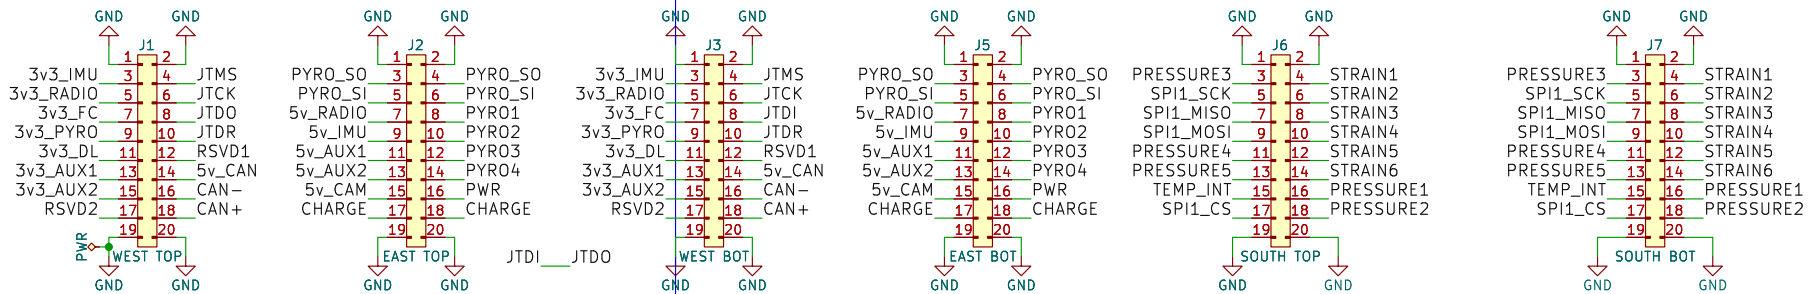 GND GND GND GND GND GND GND GND GND GND GND GND
J1 J2 J3 J5 J6 J7
1 2 1 2 1 2 1 2 1 2 1 2
3v3_IMU 3 4 JTMS PYRO_SO 3 4 PYRO_SO 3v3_IMU 3 4 JTMS PYRO_SO 3 4 PYRO_SO PRESSURE3 3 4 STRAIN1 PRESSURE3 3 4 STRAIN1
3v3_RADIO 5 6 JTCK PYRO_SI 5 6 PYRO_SI 3v3_RADIO 5 6 JTCK PYRO_SI 5 6 PYRO_SI SPI1_SCK 5 6 STRAIN2 SPI1_SCK 5 6 STRAIN2
3v3_FC 7 8 JTDO 5v_RADIO 7 8 PYRO1 3v3_FC 7 8 JTDI 5v_RADIO 7 8 PYRO1 SPI1_MISO 7 8 STRAIN3 SPI1_MISO 7 8 STRAIN3
3v3_PYRO 9 10 JTDR 5v_IMU 9 10 PYRO2 3v3_PYRO 9 10 JTDR 5v_IMU 9 10 PYRO2 SPI1_MOSI 9 10 STRAIN4 SPI1_MOSI 9 10 STRAIN4
3v3_DL 11 12 RSVD1 5v_AUX1 11 12 PYRO3 3v3_DL 11 12 RSVD1 5v_AUX1 11 12 PYRO3 PRESSURE4 11 12 STRAIN5 PRESSURE4 11 12 STRAIN5
3v3_AUX1 13 14 5v_CAN 5v_AUX2 13 14 PYRO4 3v3_AUX1 13 14 5v_CAN 5v_AUX2 13 14 PYRO4 PRESSURE5 13 14 STRAIN6 PRESSURE5 13 14 STRAIN6
3v3_AUX2 15 16 CAN- 5v_CAM 15 16 PWR 3v3_AUX2 15 16 CAN- 5v_CAM 15 16 PWR TEMP_INT 15 16 PRESSURE1 TEMP_INT 15 16 PRESSURE1
RSVD2 17 18 CAN+ CHARGE 17 18 CHARGE RSVD2 17 18 CAN+ CHARGE 17 18 CHARGE SPI1_CS 17 18 PRESSURE2 SPI1_CS 17 18 PRESSURE2
19 20 19 20 19 20 19 20 19 20 19 20
PWR
WEST TOP EAST TOP JTDI JTDO WEST BOT EAST BOT SOUTH TOP SOUTH BOT
GND GND GND GND GND GND GND GND GND GND GND GND